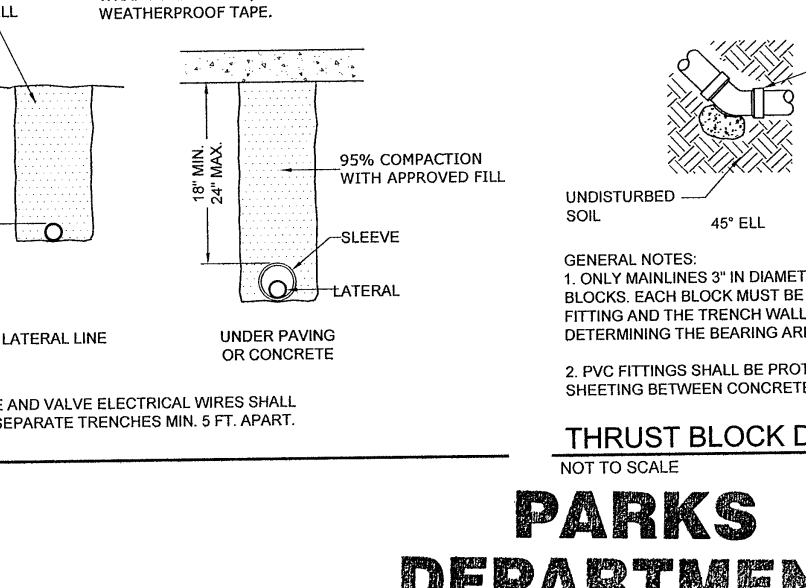 LL
WEATHERPROOF TAPE.
18" MIN.
24" MAX.
95% COMPACTION
WITH APPROVED FILL
SLEEVE
LATERAL
LATERAL LINE
UNDER PAVING
OR CONCRETE
E AND VALVE ELECTRICAL WIRES SHALL
SEPARATE TRENCHES MIN. 5 FT. APART.
UNDISTURBED
SOIL
45° ELL
GENERAL NOTES:
1. ONLY MAINLINES 3" IN DIAMET
BLOCKS. EACH BLOCK MUST BE
FITTING AND THE TRENCH WALL
DETERMINING THE BEARING AR
2. PVC FITTINGS SHALL BE PROT
SHEETING BETWEEN CONCRETE
THRUST BLOCK D
NOT TO SCALE
PARKS
DEPARTMEN